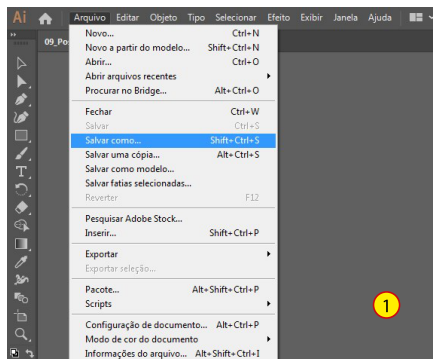 Ai Arquivo Editar Objeto Tipo Selecionar Efeito Exibir Janela Ajuda
09_Po
Novo... Ctrl+N
Novo a partir do modelo... Shift+Ctrl+N
Abrir... Ctrl+O
Abrir arquivos recentes
Procurar no Bridge... Alt+Ctrl+O
Fechar Ctrl+W
Salvar Ctrl+S
Salvar como... Shift+Ctrl+S
Salvar uma cópia... Alt+Ctrl+S
Salvar como modelo...
Salvar fatias selecionadas...
Reverter F12
Pesquisar Adobe Stock...
Inserir... Shift+Ctrl+P
Exportar
Exportar seleção...
Pacote... Alt+Shift+Ctrl+P
Scripts
1
Configuração de documento... Alt+Ctrl+P
Modo de cor do documento
Informações do arquivo... Alt+Shift+Ctrl+I